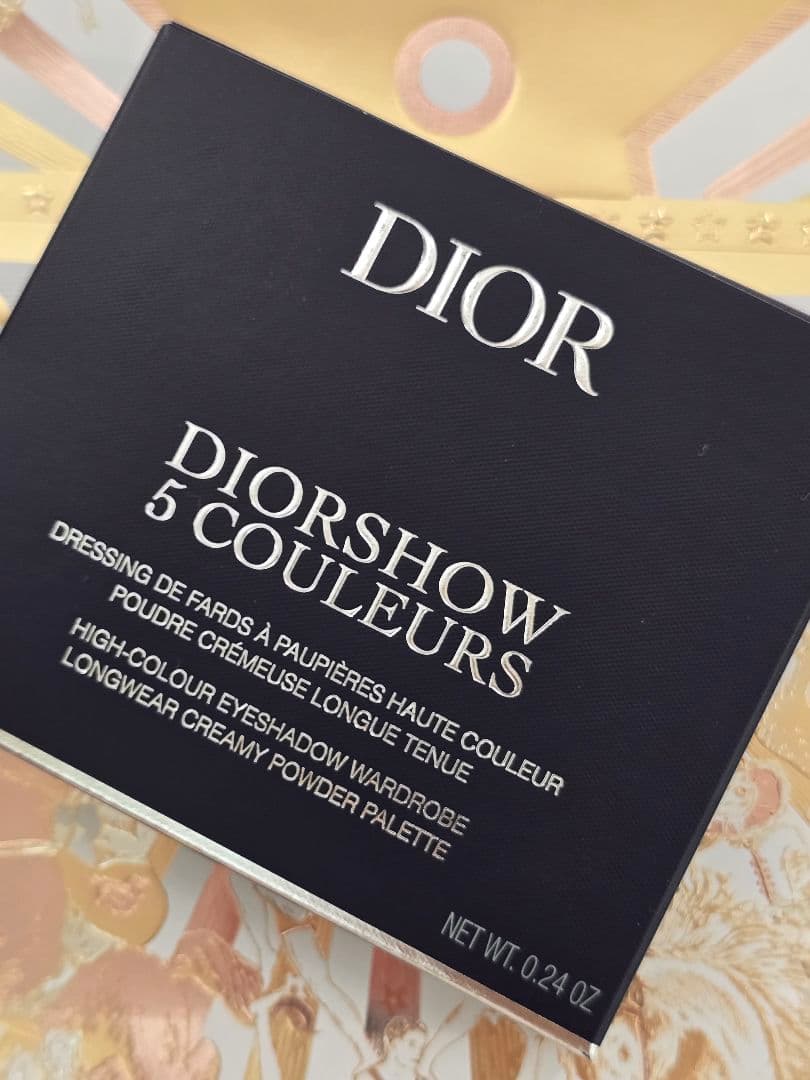 DIOR
DIORSHOW
5 COULEURS
DRESSING DE FARDS À PAUPIÈRES HAUTE COULEUR
POUDRE CRÉMEUSE LONGUE TENUE
HIGH-COLOUR EYESHADOW WARDROBE
LONGWEAR CREAMY POWDER PALETTE
NET WT. 0.24 OZ